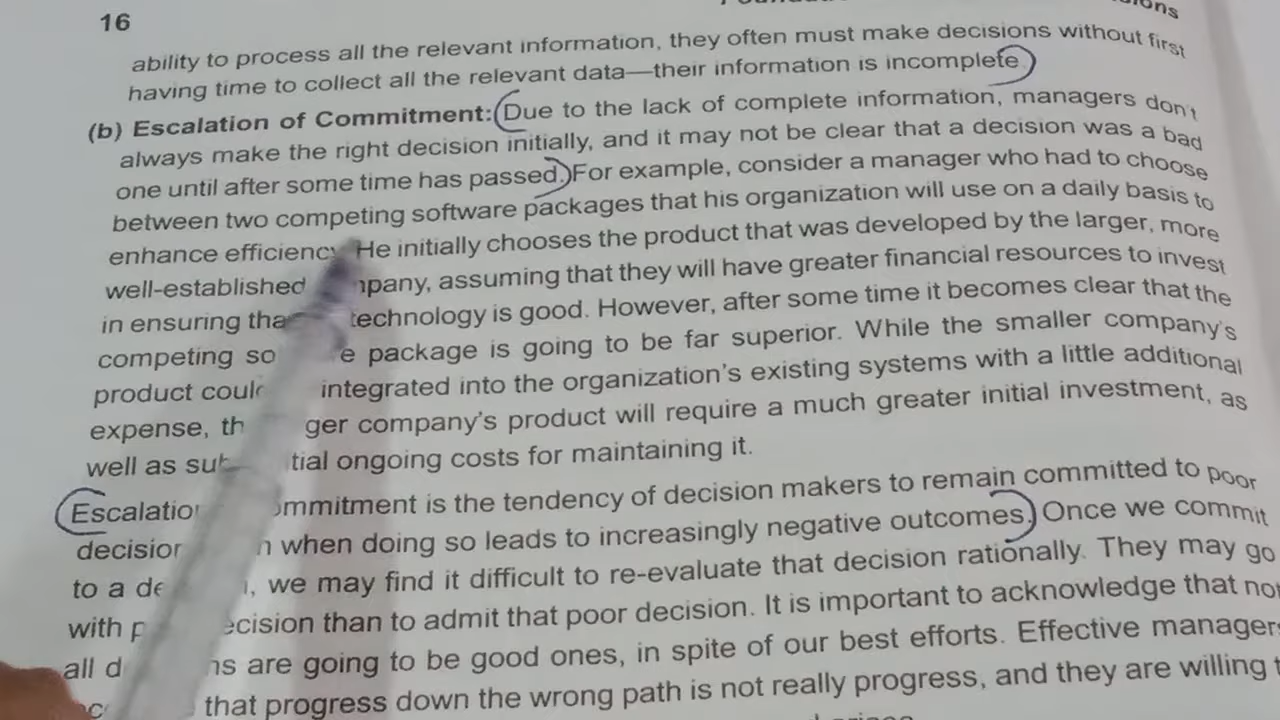 16
ability to process all the relevant information, they often must make decisions without first
having time to collect all the relevant data—their information is incomplete.
(b) Escalation of Commitment: Due to the lack of complete information, managers don't
always make the right decision initially, and it may not be clear that a decision was a bad
one until after some time has passed. For example, consider a manager who had to choose
between two competing software packages that his organization will use on a daily basis to
enhance efficiency. He initially chooses the product that was developed by the larger, more
well-established company, assuming that they will have greater financial resources to invest
in ensuring that technology is good. However, after some time it becomes clear that the
competing software package is going to be far superior. While the smaller company's
product could integrated into the organization's existing systems with a little additional
expense, the larger company's product will require a much greater initial investment, as
well as substantial ongoing costs for maintaining it.
Escalation commitment is the tendency of decision makers to remain committed to poor
decision when doing so leads to increasingly negative outcomes. Once we commit
to a decision, we may find it difficult to re-evaluate that decision rationally. They may go
with decision than to admit that poor decision. It is important to acknowledge that not
all decisions are going to be good ones, in spite of our best efforts. Effective managers
that progress down the wrong path is not really progress, and they are willing